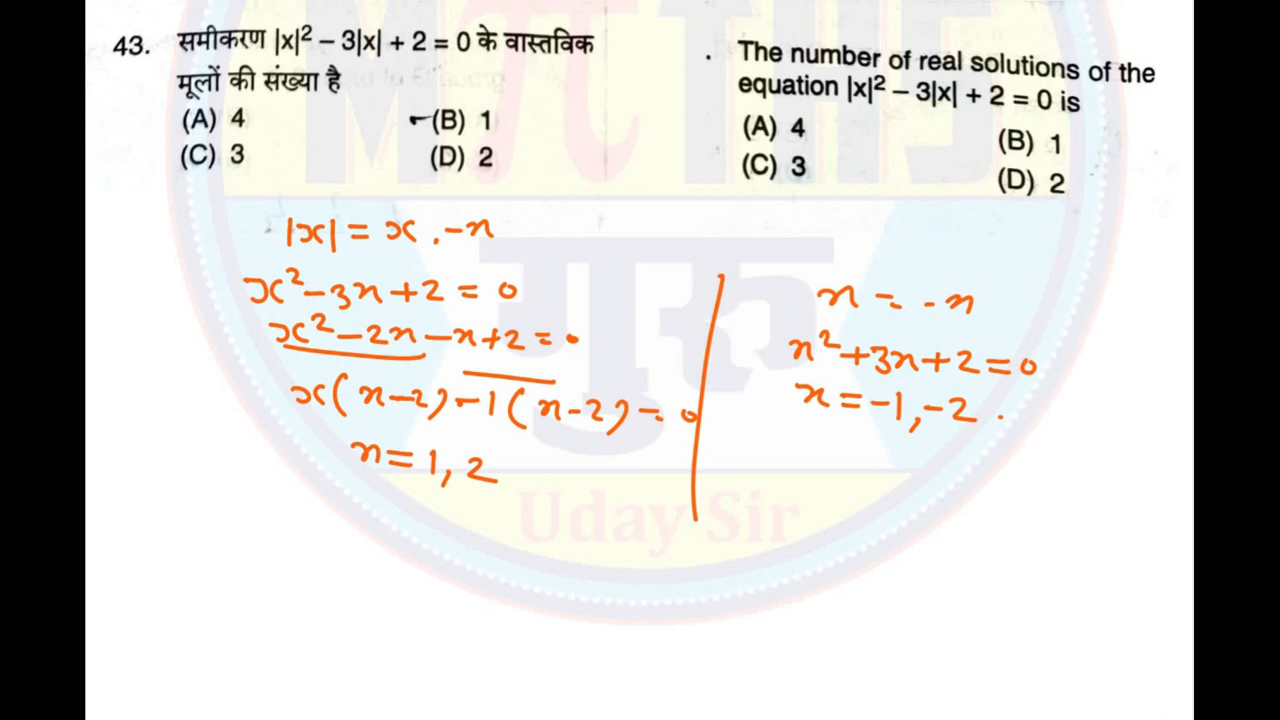 43. समीकरण |x|² – 3|x| + 2 = 0 के वास्तविक
मूलों की संख्या है
(A) 4 (B) 1
(C) 3 (D) 2
. The number of real solutions of the
equation |x|² – 3|x| + 2 = 0 is
(A) 4 (B) 1
(C) 3 (D) 2
|x| = x, -x
x² - 3x + 2 = 0
x² - 2x - x + 2 = 0
x(x-2) - 1(x-2) = 0
x = 1, 2
x = -x
x² + 3x + 2 = 0
x = -1, -2.
MπTHS
गुरु
Uday Sir